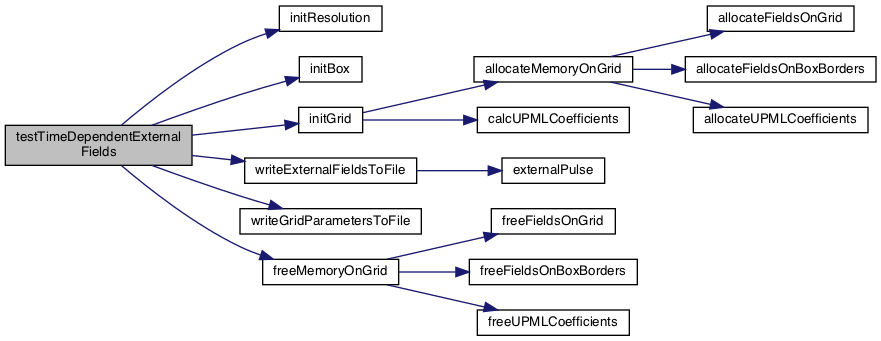 testTimeDependentExternal
Fields
initResolution
initBox
initGrid
allocateMemoryOnGrid
allocateFieldsOnGrid
allocateFieldsOnBoxBorders
allocateUPMLCoefficients
calcUPMLCoefficients
writeExternalFieldsToFile
externalPulse
writeGridParametersToFile
freeMemoryOnGrid
freeFieldsOnGrid
freeFieldsOnBoxBorders
freeUPMLCoefficients